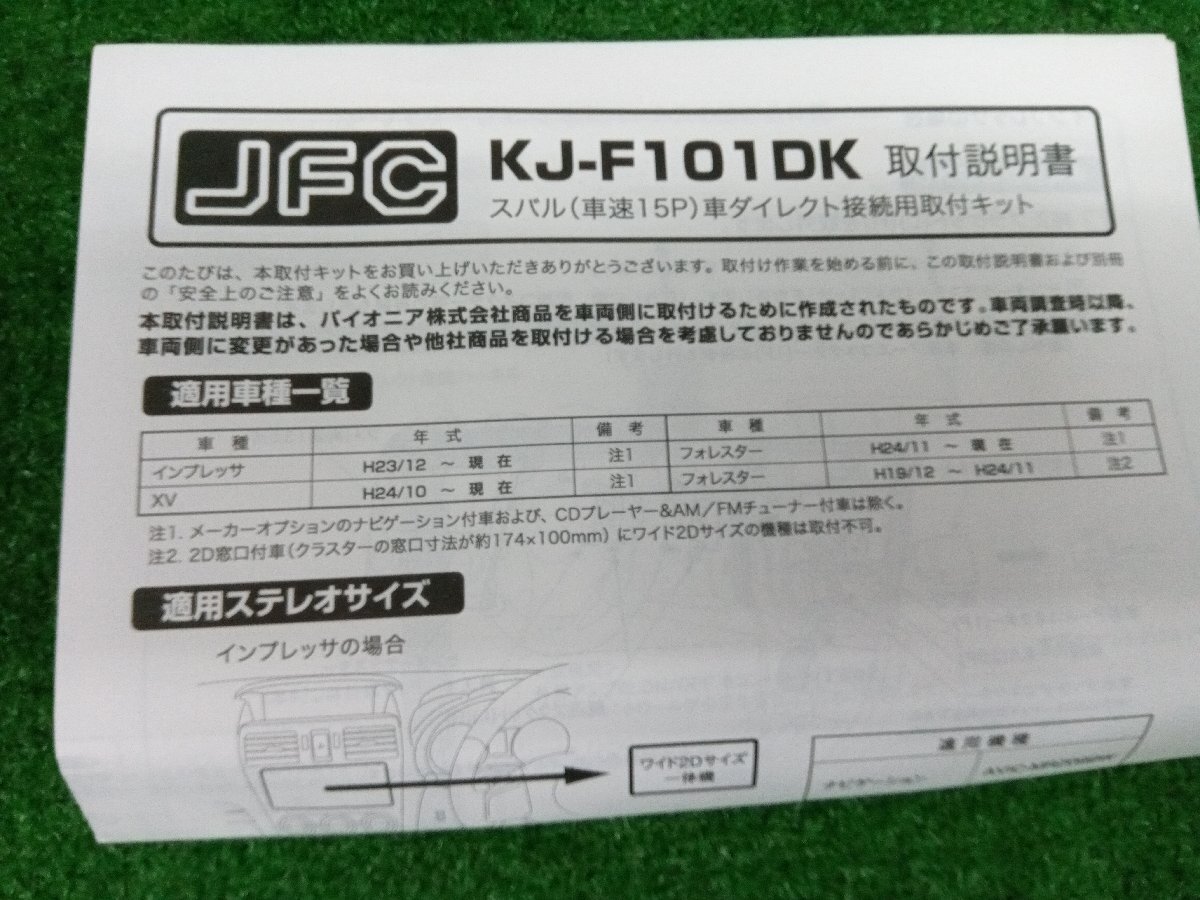 JFC KJ-F101DK 取付説明書
スバル(車速15P)車ダイレクト接続用取付キット
このたびは、本取付キットをお買い上げいただきありがとうございます。取付け作業を始める前に、この取付説明書および別冊
の「安全上のご注意」をよくお読みください。
本取付説明書は、パイオニア株式会社商品を車両側に取付けるために作成されたものです。車両調査時以降、
車両側に変更があった場合や他社商品を取付ける場合を考慮しておりませんのであらかじめご了承願います。
適用車種一覧
車種 年式 備考 車種 年式 備考
インプレッサ H23/12 ～ 現在 注1 フォレスター H24/11 ～ 現在 注1
XV H24/10 ～ 現在 注1 フォレスター H19/12 ～ H24/11 注2
注1. メーカーオプションのナビゲーション付車および、CDプレーヤー&AM/FMチューナー付車は除く。
注2. 2D窓口付車(クラスターの窓口寸法が約174×100mm)にワイド2Dサイズの機種は取付不可。
適用ステレオサイズ
インプレッサの場合
ワイド2Dサイズ
一体機
適用機種
ナビゲーション